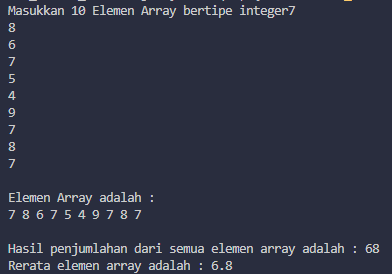 Masukkan 10 Elemen Array bertipe integer7
8
6
7
5
4
9
7
8
7
Elemen Array adalah :
7 8 6 7 5 4 9 7 8 7
Hasil penjumlahan dari semua elemen array adalah : 68
Rerata elemen array adalah : 6.8